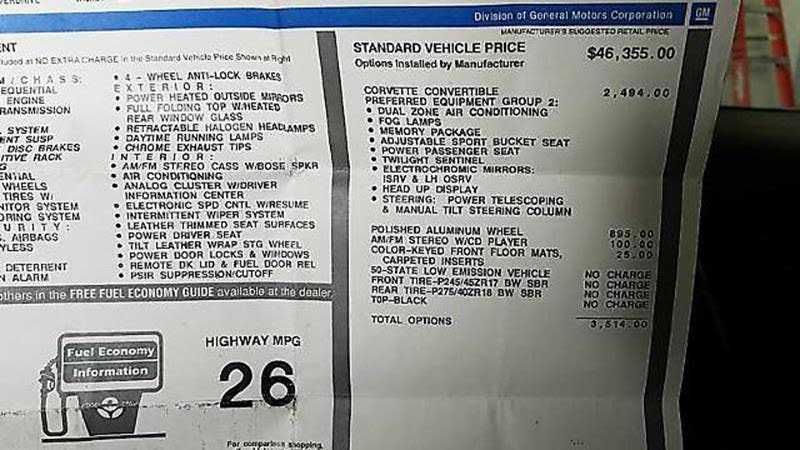 Division of General Motors Corporation GM
MANUFACTURER'S SUGGESTED RETAIL PRICE
ENT
cluded at NO EXTRA CHARGE in the Standard Vehicle Price Shown at Right
M / CHASS:
EQUENTIAL
ENGINE
TRANSMISSION
L SYSTEM
ENT SUSP
DISC BRAKES
ITIVE RACK
G
ENTIAL
WHEELS
TIRES W/
NITOR SYSTEM
ORING SYSTEM
URITY:
. AIRBAGS
YLESS
DETERRENT
N ALARM
• 4 - WHEEL ANTI-LOCK BRAKES
EXTERIOR:
• POWER HEATED OUTSIDE MIRRORS
• FULL FOLDING TOP W/HEATED
REAR WINDOW GLASS
• RETRACTABLE HALOGEN HEADLAMPS
• DAYTIME RUNNING LAMPS
• CHROME EXHAUST TIPS
INTERIOR:
• AM/FM STEREO CASS W/BOSE SPKR
• AIR CONDITIONING
• ANALOG CLUSTER W/DRIVER
INFORMATION CENTER
• ELECTRONIC SPD CNTL W/RESUME
• INTERMITTENT WIPER SYSTEM
• LEATHER TRIMMED SEAT SURFACES
• POWER DRIVER SEAT
• TILT LEATHER WRAP STG WHEEL
• POWER DOOR LOCKS & WINDOWS
• REMOTE DK LID & FUEL DOOR REL
• PSIR SUPPRESSION/CUTOFF
others in the FREE FUEL ECONOMY GUIDE available at the dealer
Fuel Economy
Information
HIGHWAY MPG
26
For comparison shopping,
STANDARD VEHICLE PRICE $46,355.00
Options Installed by Manufacturer
CORVETTE CONVERTIBLE 2,494.00
PREFERRED EQUIPMENT GROUP 2:
• DUAL ZONE AIR CONDITIONING
• FOG LAMPS
• MEMORY PACKAGE
• ADJUSTABLE SPORT BUCKET SEAT
• POWER PASSENGER SEAT
• TWILIGHT SENTINEL
• ELECTROCHROMIC MIRRORS:
ISRV & LH OSRV
• HEAD UP DISPLAY
• STEERING: POWER TELESCOPING
& MANUAL TILT STEERING COLUMN
POLISHED ALUMINUM WHEEL 895.00
AM/FM STEREO W/CD PLAYER 100.00
COLOR-KEYED FRONT FLOOR MATS, 25.00
CARPETED INSERTS
50-STATE LOW EMISSION VEHICLE NO CHARGE
FRONT TIRE-P245/45ZR17 BW SBR NO CHARGE
REAR TIRE-P275/40ZR18 BW SBR NO CHARGE
TOP-BLACK NO CHARGE
TOTAL OPTIONS 3,514.00